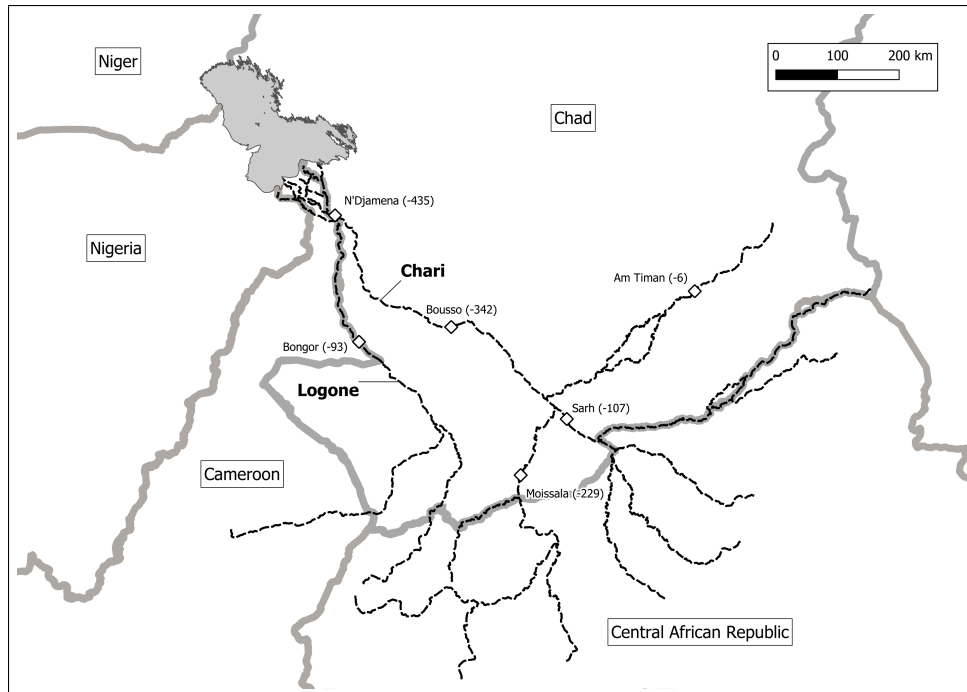 Niger
0 100 200 km
Chad
N'Djamena (-435)
Nigeria
Chari
Am Timan (-6)
Bousso (-342)
Bongor (-93)
Logone
Sarh (-107)
Cameroon
Moissala (-229)
Central African Republic